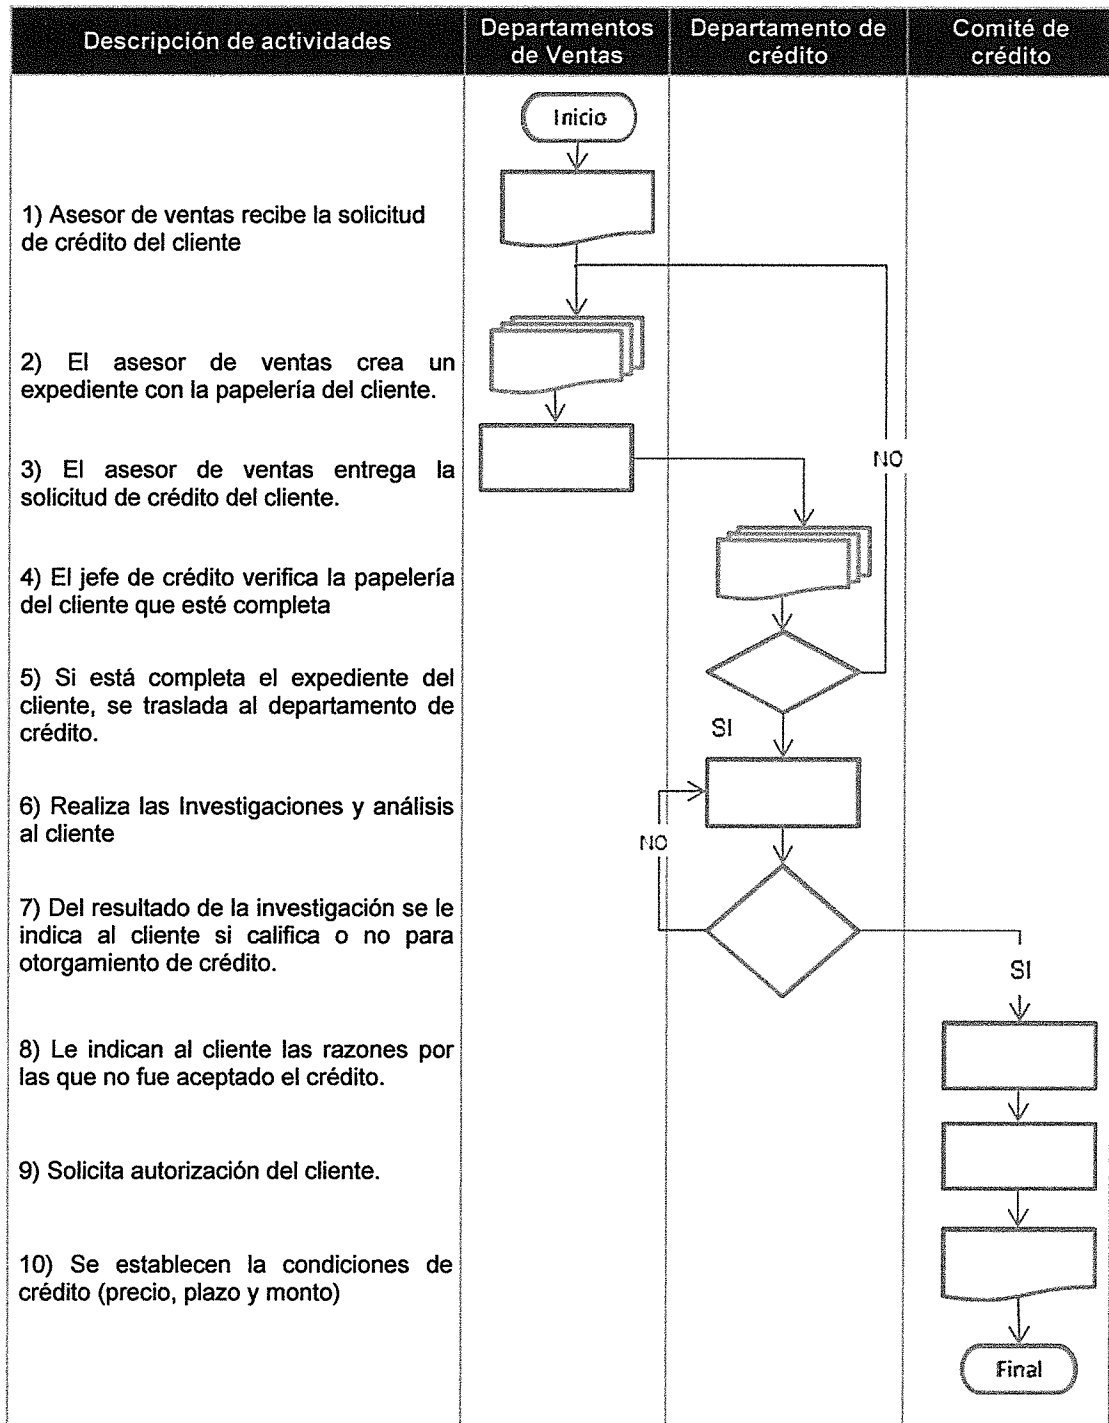 Descripción de actividades
Departamentos
de Ventas
Departamento de
crédito
Comité de
crédito
Inicio
1) Asesor de ventas recibe la solicitud
de crédito del cliente
2) El asesor de ventas crea un
expediente con la papelería del cliente.
3) El asesor de ventas entrega la
solicitud de crédito del cliente.
NO
4) El jefe de crédito verifica la papelería
del cliente que esté completa
5) Si está completa el expediente del
cliente, se traslada al departamento de
crédito.
SI
6) Realiza las Investigaciones y análisis
al cliente
NO
7) Del resultado de la investigación se le
indica al cliente si califica o no para
otorgamiento de crédito.
SI
8) Le indican al cliente las razones por
las que no fue aceptado el crédito.
9) Solicita autorización del cliente.
10) Se establecen la condiciones de
crédito (precio, plazo y monto)
Final